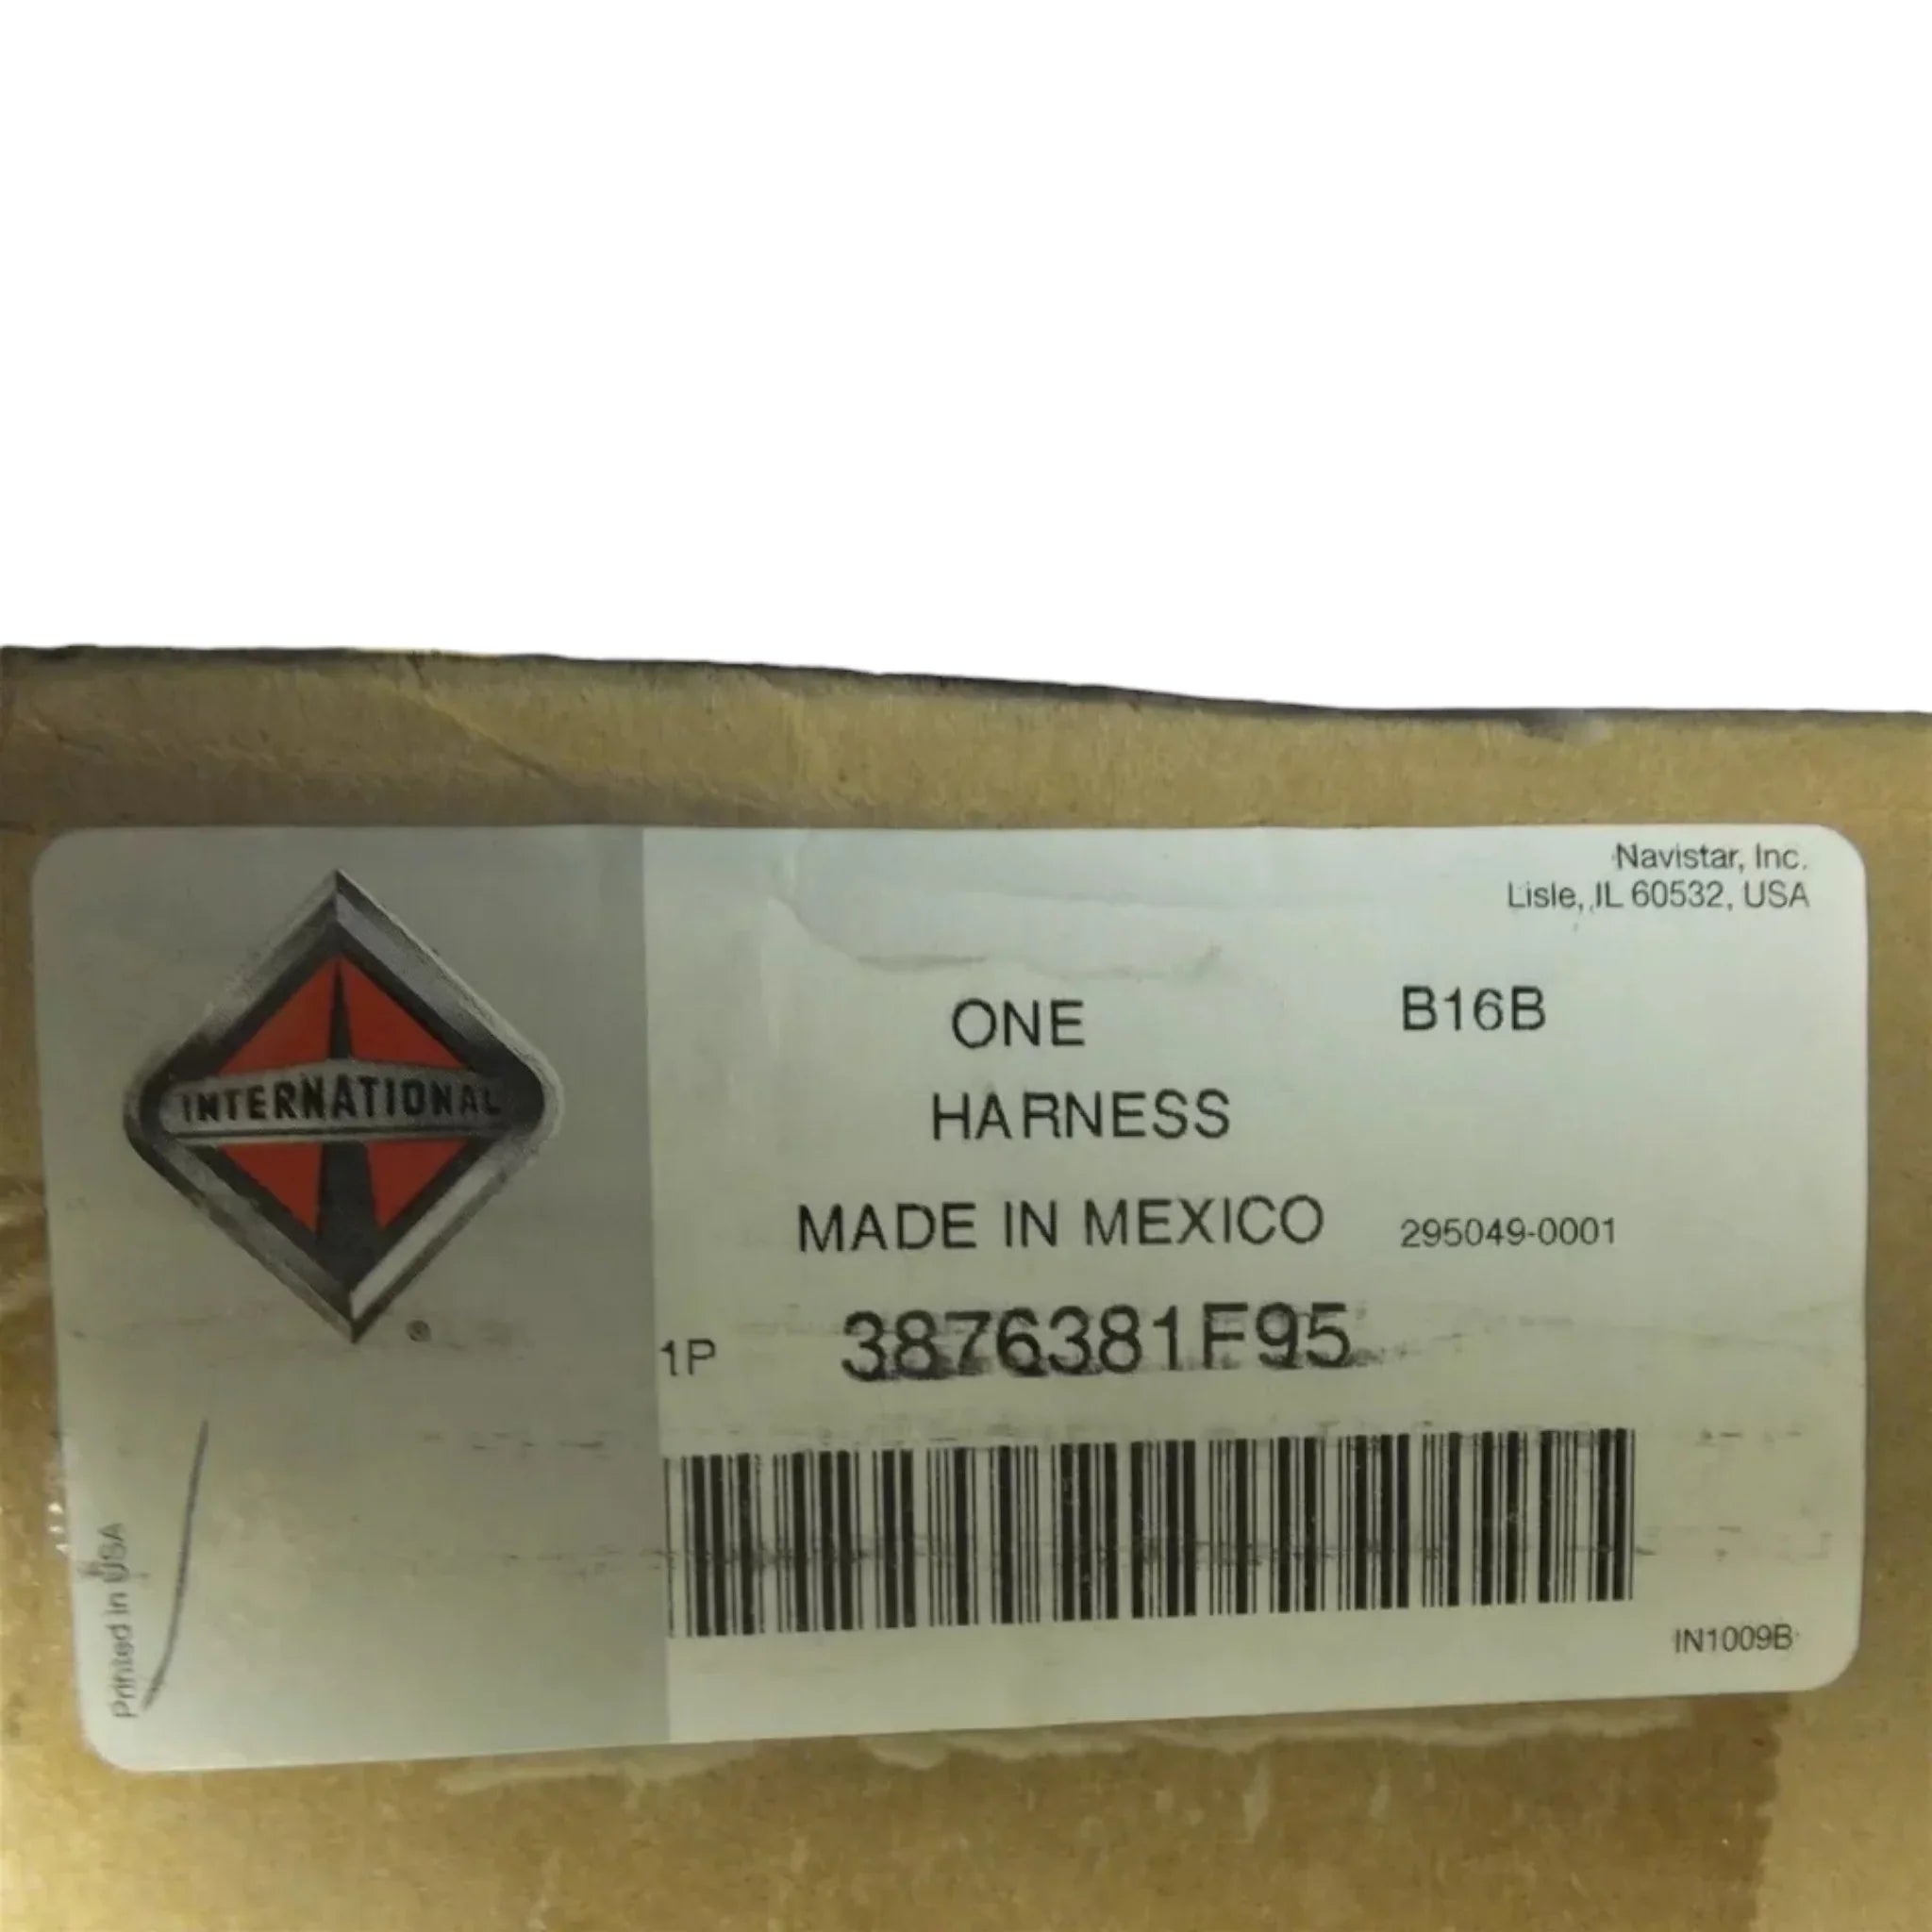 Navistar, Inc.
Lisle, IL 60532, USA
INTERNATIONAL
®
ONE B16B
HARNESS
MADE IN MEXICO 295049-0001
1P 3876381F95
IN1009B
Printed in USA